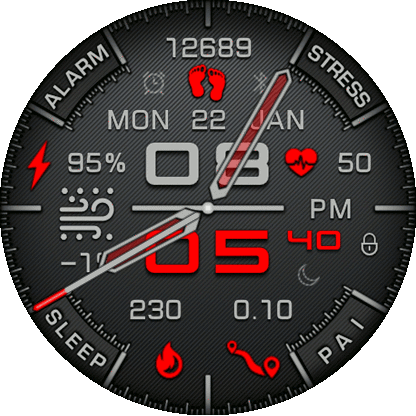 12689
ALARM
STRESS
MON 22 JAN
95%
08
50
PM
05
40
230
0.10
SLEEP
PAI